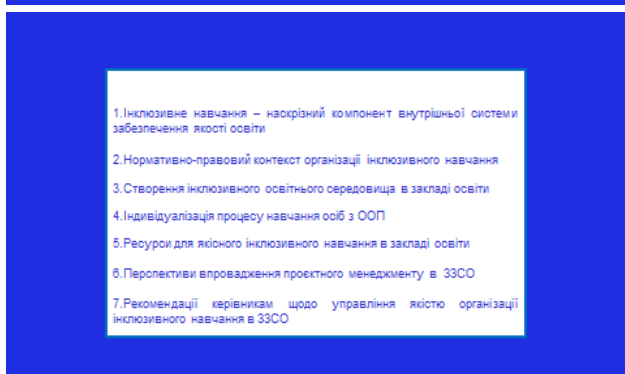 1.Інклюзивне навчання – наскрізний компонент внутрішньої системи
забезпечення якості освіти
2.Нормативно-правовий контекст організації інклюзивного навчання
3.Створення інклюзивного освітнього середовища в закладі освіти
4.Індивідуалізація процесу навчання осіб з ООП
5.Ресурси для якісного інклюзивного навчання в закладі освіти
6.Перспективи впровадження проєктного менеджменту в ЗЗСО
7.Рекомендації керівникам щодо управління якістю організації
інклюзивного навчання в ЗЗСО